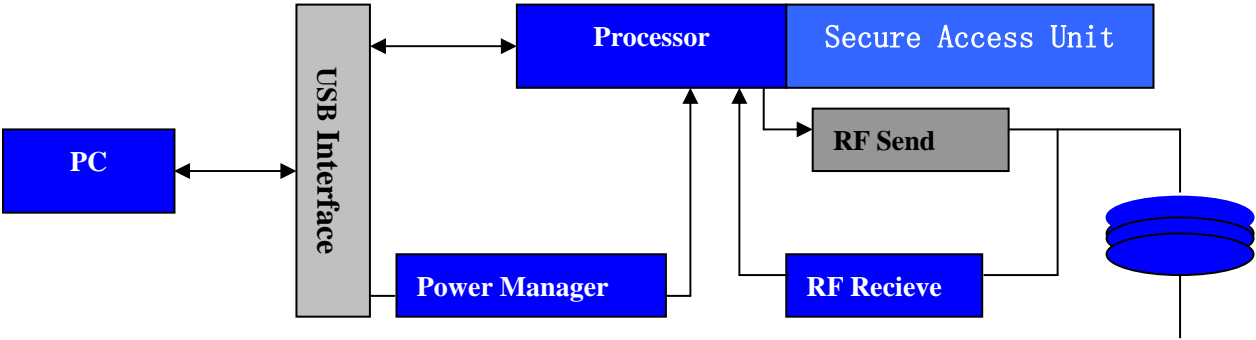 Processor
Secure Access Unit
USB Interface
PC
RF Send
Power Manager
RF Recieve